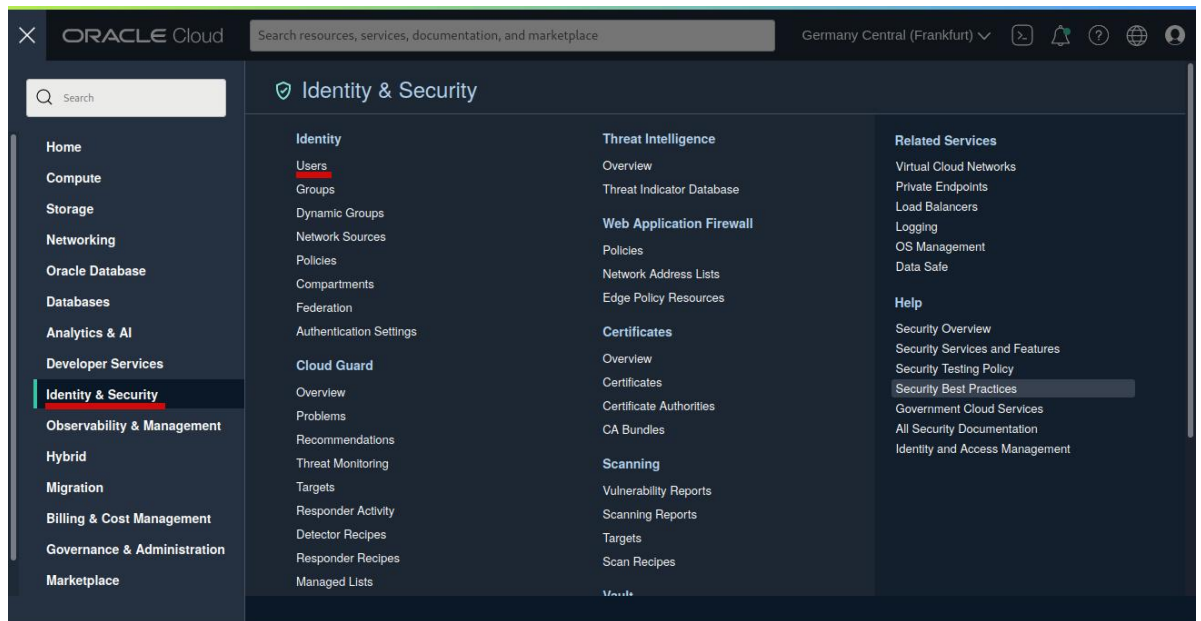 ORACLE Cloud
Search resources, services, documentation, and marketplace
Germany Central (Frankfurt)
Search
Home
Compute
Storage
Networking
Oracle Database
Databases
Analytics & AI
Developer Services
Identity & Security
Observability & Management
Hybrid
Migration
Billing & Cost Management
Governance & Administration
Marketplace
Identity & Security
Identity
Users
Groups
Dynamic Groups
Network Sources
Policies
Compartments
Federation
Authentication Settings
Cloud Guard
Overview
Problems
Recommendations
Threat Monitoring
Targets
Responder Activity
Detector Recipes
Responder Recipes
Managed Lists
Threat Intelligence
Overview
Threat Indicator Database
Web Application Firewall
Policies
Network Address Lists
Edge Policy Resources
Certificates
Overview
Certificates
Certificate Authorities
CA Bundles
Scanning
Vulnerability Reports
Scanning Reports
Targets
Scan Recipes
Vault
Related Services
Virtual Cloud Networks
Private Endpoints
Load Balancers
Logging
OS Management
Data Safe
Help
Security Overview
Security Services and Features
Security Testing Policy
Security Best Practices
Government Cloud Services
All Security Documentation
Identity and Access Management